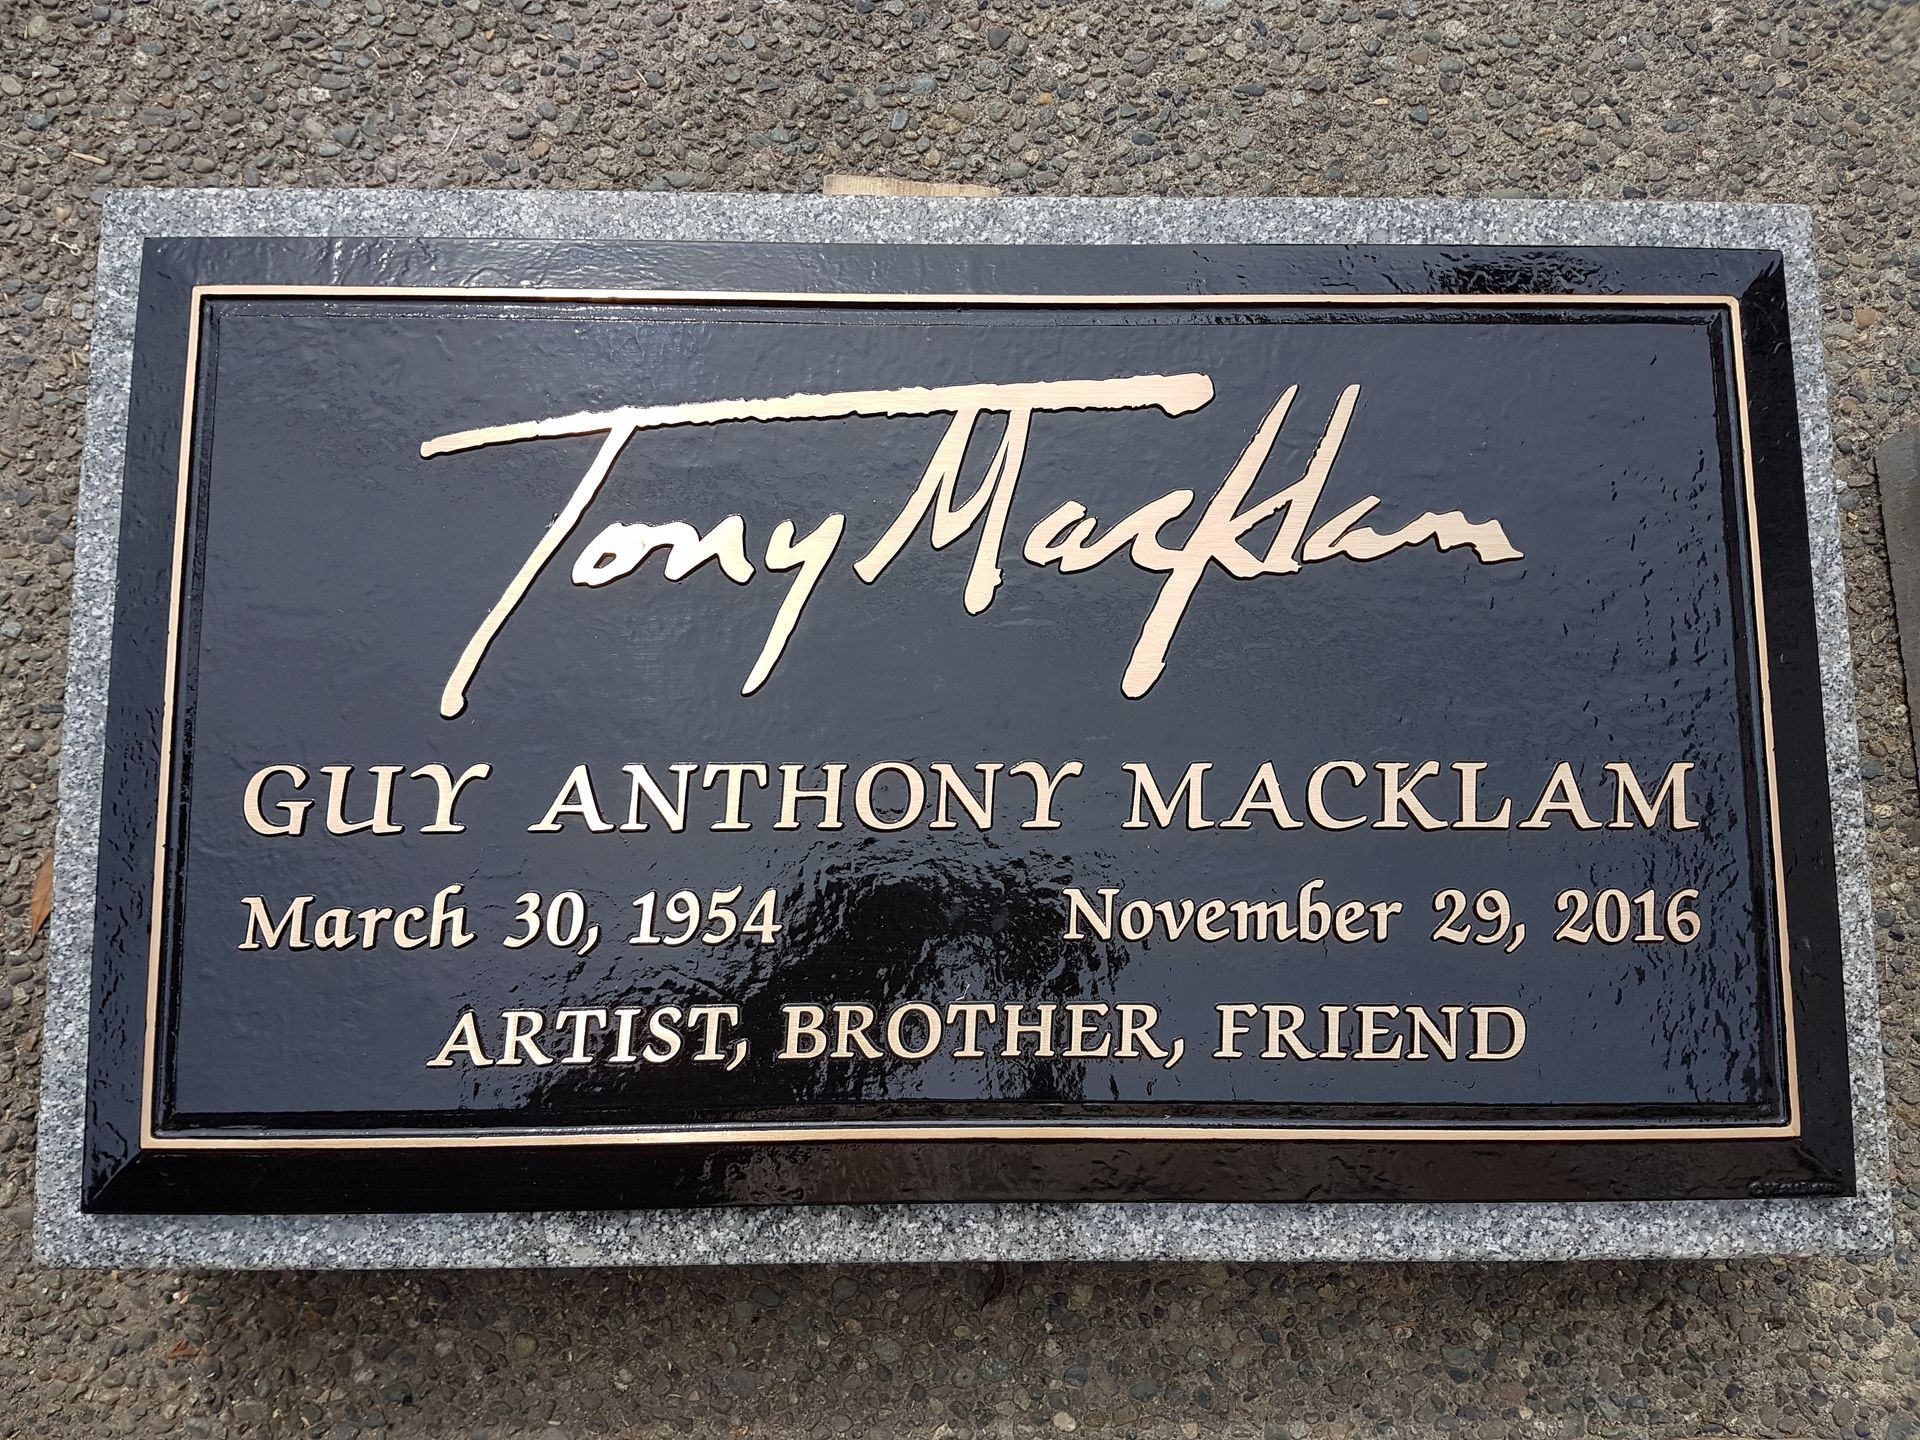 Tony Macklam
GUY ANTHONY MACKLAM
March 30, 1954 November 29, 2016
ARTIST, BROTHER, FRIEND